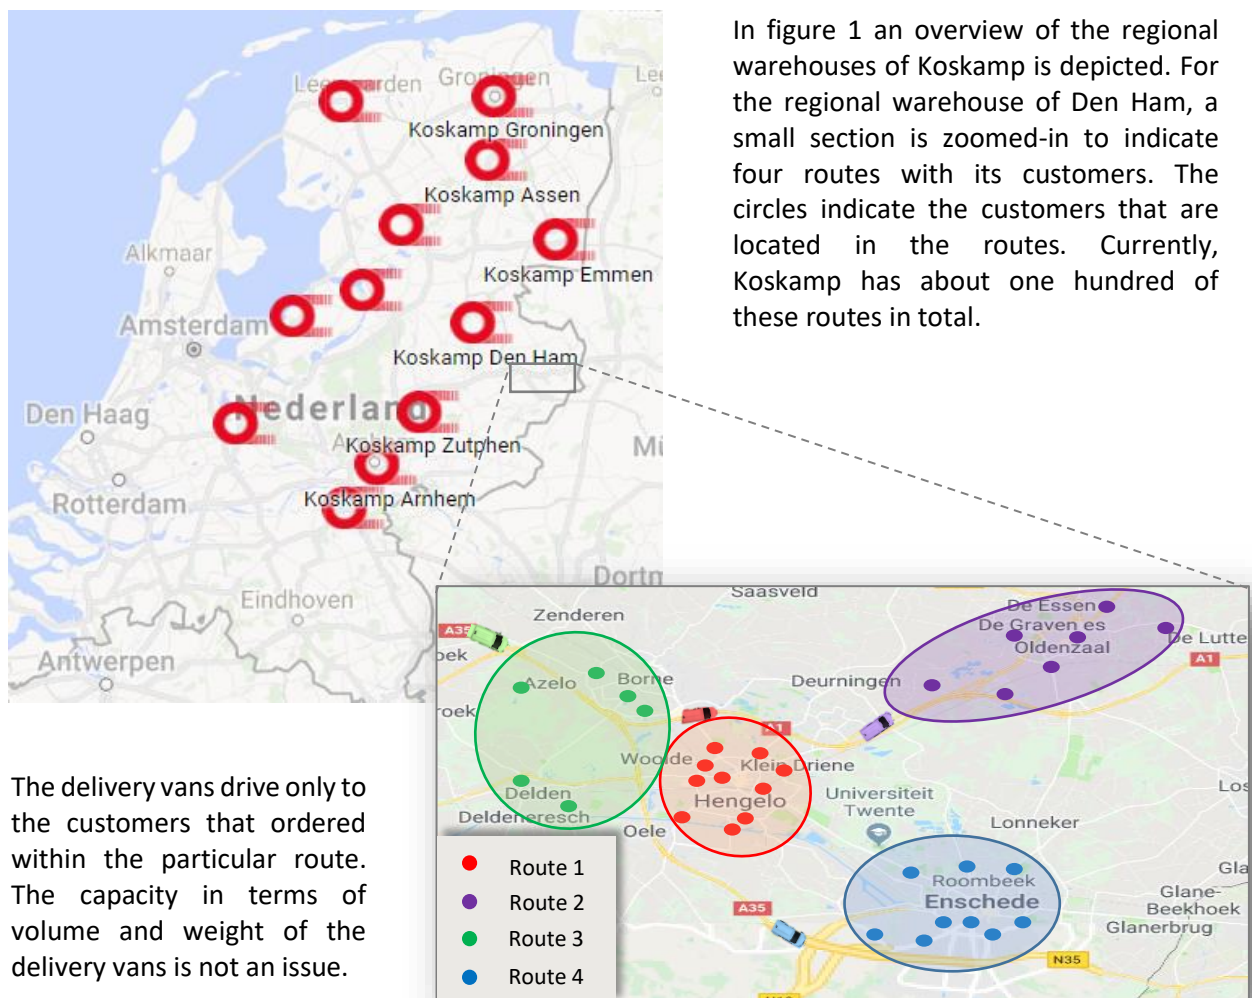 In figure 1 an overview of the regional
warehouses of Koskamp is depicted. For
the regional warehouse of Den Ham, a
small section is zoomed-in to indicate
four routes with its customers. The
circles indicate the customers that are
located in the routes. Currently,
Koskamp has about one hundred of
these routes in total.
Groningen
Koskamp Groningen
Koskamp Assen
Alkmaar
Koskamp Emmen
Amsterdam
Koskamp Den Ham
Den Haag
Nederland
Koskamp Zutphen
Rotterdam
Koskamp Arnhem
Eindhoven
Antwerpen
The delivery vans drive only to
the customers that ordered
within the particular route.
The capacity in terms of
volume and weight of the
delivery vans is not an issue.
Saasveld
Zenderen
De Essen
A35
De Graven es
Oldenzaal
De Lutte
A1
Azelo
Borne
Deurningen
A1
Woolde
Klein Driene
Delden
Hengelo
Universiteit
Twente
Deldeneresch
Oele
Lonneker
Roombeek
Enschede
Glane-
Beekhoek
Glanerbrug
A35
N35
Route 1
Route 2
Route 3
Route 4